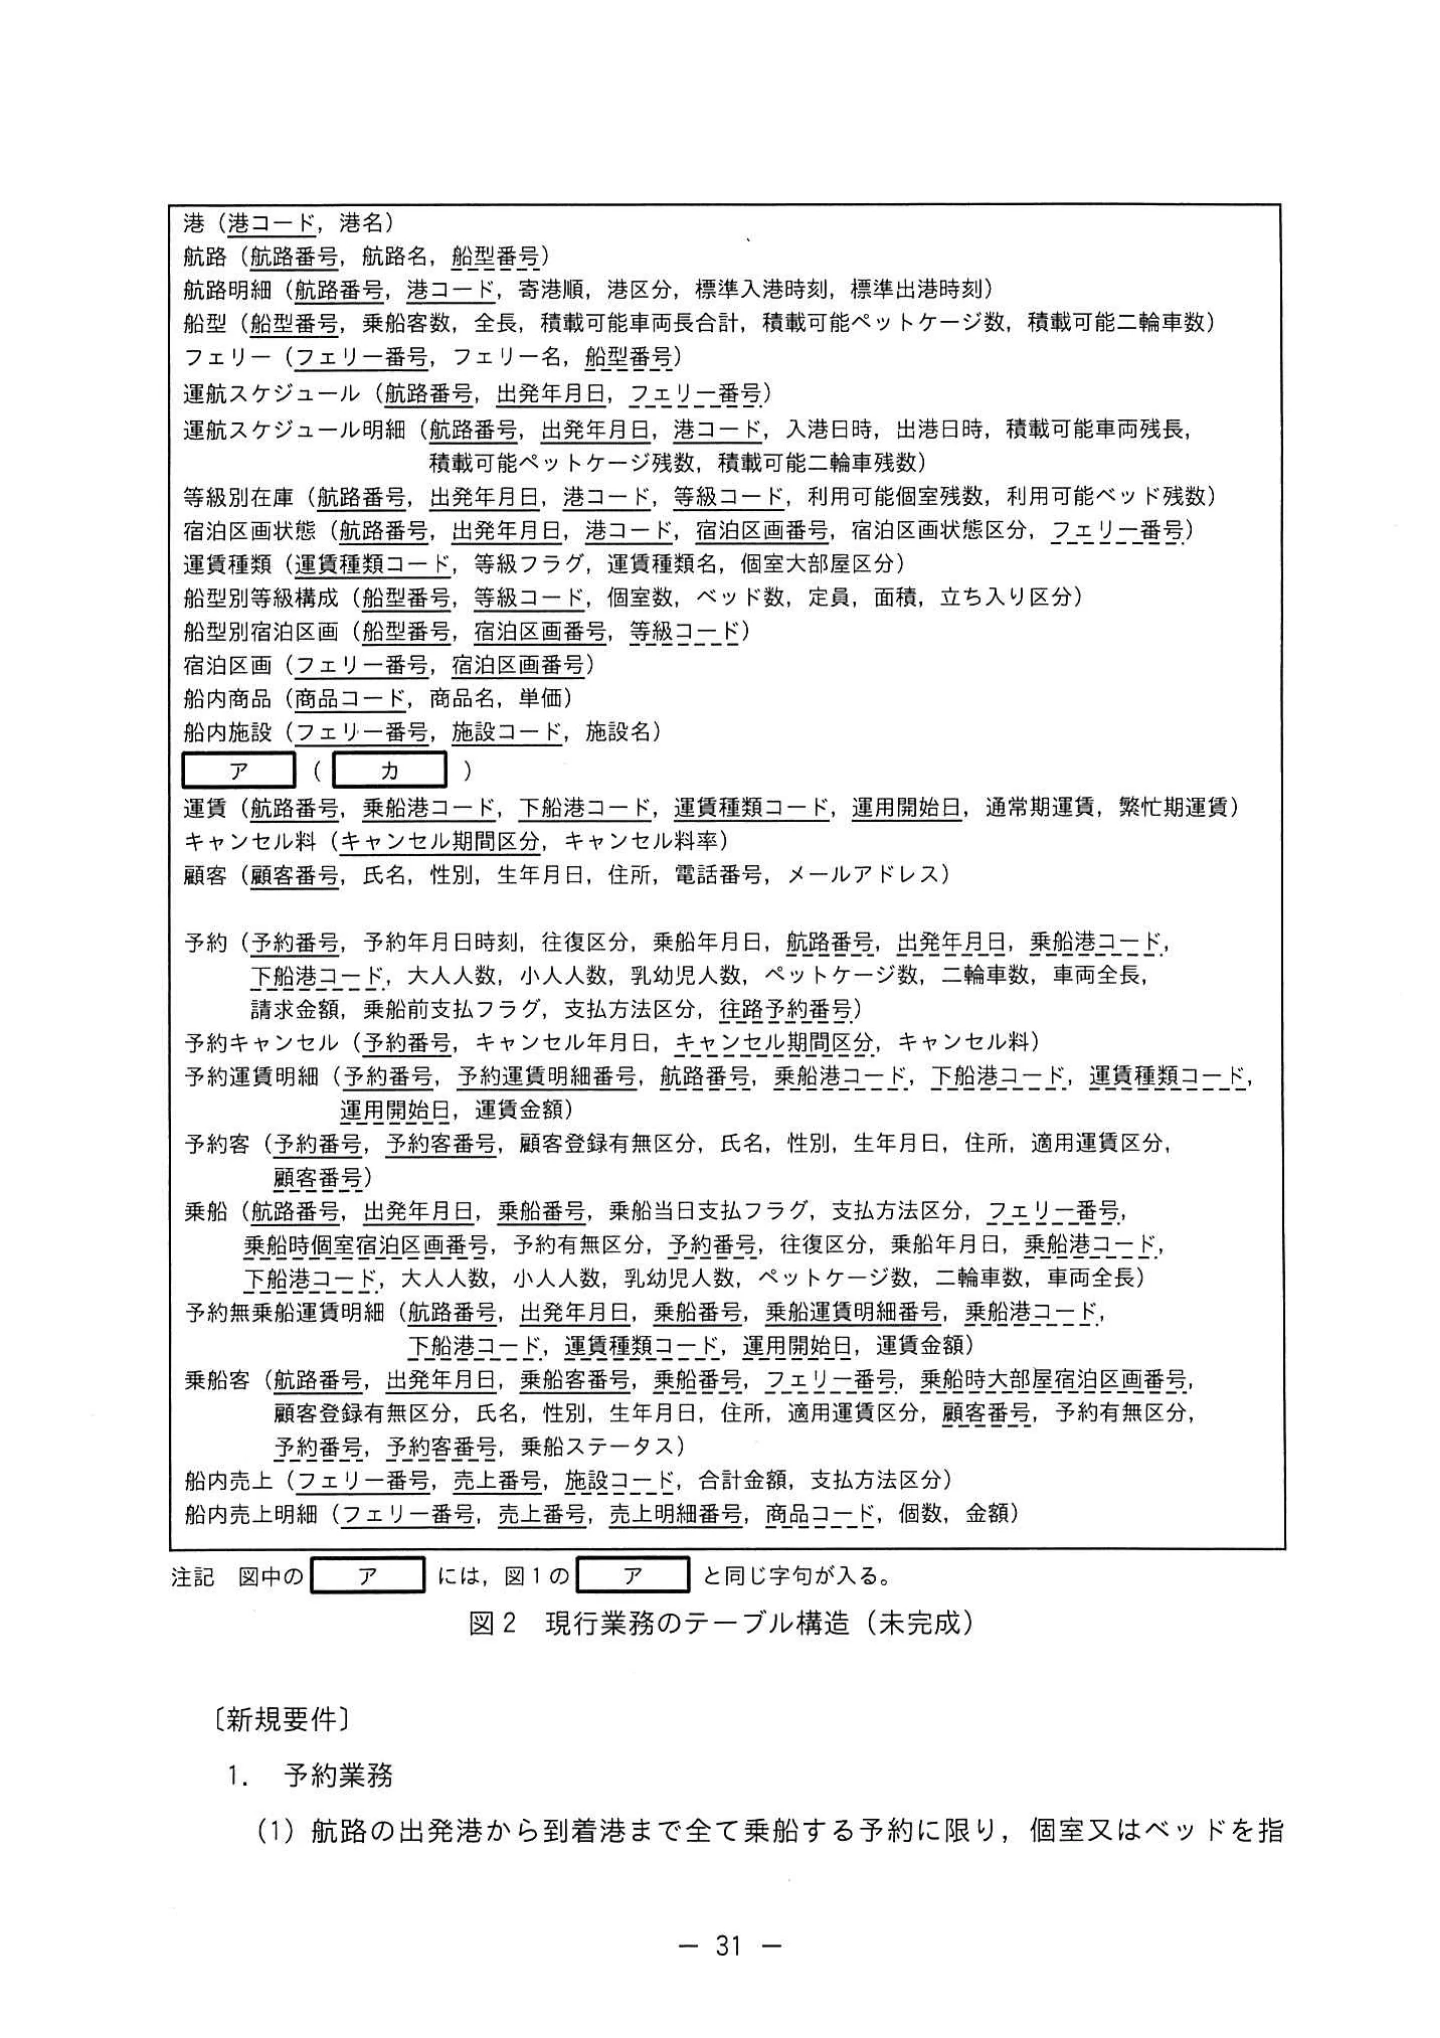 港（港コード，港名）
航路（航路番号，航路名，船型番号）
航路明細（航路番号，港コード，寄港順，港区分，標準入港時刻，標準出港時刻）
船型（船型番号，乗船客数，全長，積載可能車両長合計，積載可能ペットケージ数，積載可能二輪車数）
フェリー（フェリー番号，フェリー名，船型番号）
運航スケジュール（航路番号，出発年月日，フェリー番号）
運航スケジュール明細（航路番号，出発年月日，港コード，入港日時，出港日時，積載可能車両残長，
積載可能ペットケージ残数，積載可能二輪車残数）
等級別在庫（航路番号，出発年月日，港コード，等級コード，利用可能個室残数，利用可能ベッド残数）
宿泊区画状態（航路番号，出発年月日，港コード，宿泊区画番号，宿泊区画状態区分，フェリー番号）
運賃種類（運賃種類コード，等級フラグ，運賃種類名，個室大部屋区分）
船型別等級構成（船型番号，等級コード，個室数，ベッド数，定員，面積，立ち入り区分）
船型別宿泊区画（船型番号，宿泊区画番号，等級コード）
宿泊区画（フェリー番号，宿泊区画番号）
船内商品（商品コード，商品名，単価）
船内施設（フェリー番号，施設コード，施設名）
ア（ カ ）
運賃（航路番号，乗船港コード，下船港コード，運賃種類コード，運用開始日，通常期運賃，繁忙期運賃）
キャンセル料（キャンセル期間区分，キャンセル料率）
顧客（顧客番号，氏名，性別，生年月日，住所，電話番号，メールアドレス）
予約（予約番号，予約年月日時刻，往復区分，乗船年月日，航路番号，出発年月日，乗船港コード，
下船港コード，大人人数，小人人数，乳幼児人数，ペットケージ数，二輪車数，車両全長，
請求金額，乗船前支払フラグ，支払方法区分，往路予約番号）
予約キャンセル（予約番号，キャンセル年月日，キャンセル期間区分，キャンセル料）
予約運賃明細（予約番号，予約運賃明細番号，航路番号，乗船港コード，下船港コード，運賃種類コード，
運用開始日，運賃金額）
予約客（予約番号，予約客番号，顧客登録有無区分，氏名，性別，生年月日，住所，適用運賃区分，
顧客番号）
乗船（航路番号，出発年月日，乗船番号，乗船当日支払フラグ，支払方法区分，フェリー番号，
乗船時個室宿泊区画番号，予約有無区分，予約番号，往復区分，乗船年月日，乗船港コード，
下船港コード，大人人数，小人人数，乳幼児人数，ペットケージ数，二輪車数，車両全長）
予約無乗船運賃明細（航路番号，出発年月日，乗船番号，乗船運賃明細番号，乗船港コード，
下船港コード，運賃種類コード，運用開始日，運賃金額）
乗船客（航路番号，出発年月日，乗船客番号，乗船番号，フェリー番号，乗船時大部屋宿泊区画番号，
顧客登録有無区分，氏名，性別，生年月日，住所，適用運賃区分，顧客番号，予約有無区分，
予約番号，予約客番号，乗船ステータス）
船内売上（フェリー番号，売上番号，施設コード，合計金額，支払方法区分）
船内売上明細（フェリー番号，売上番号，売上明細番号，商品コード，個数，金額）
注記　図中の ア には，図1の ア と同じ字句が入る。
図2　現行業務のテーブル構造（未完成）
〔新規要件〕
1.　予約業務
(1) 航路の出発港から到着港まで全て乗船する予約に限り，個室又はベッドを指
－ 31 －